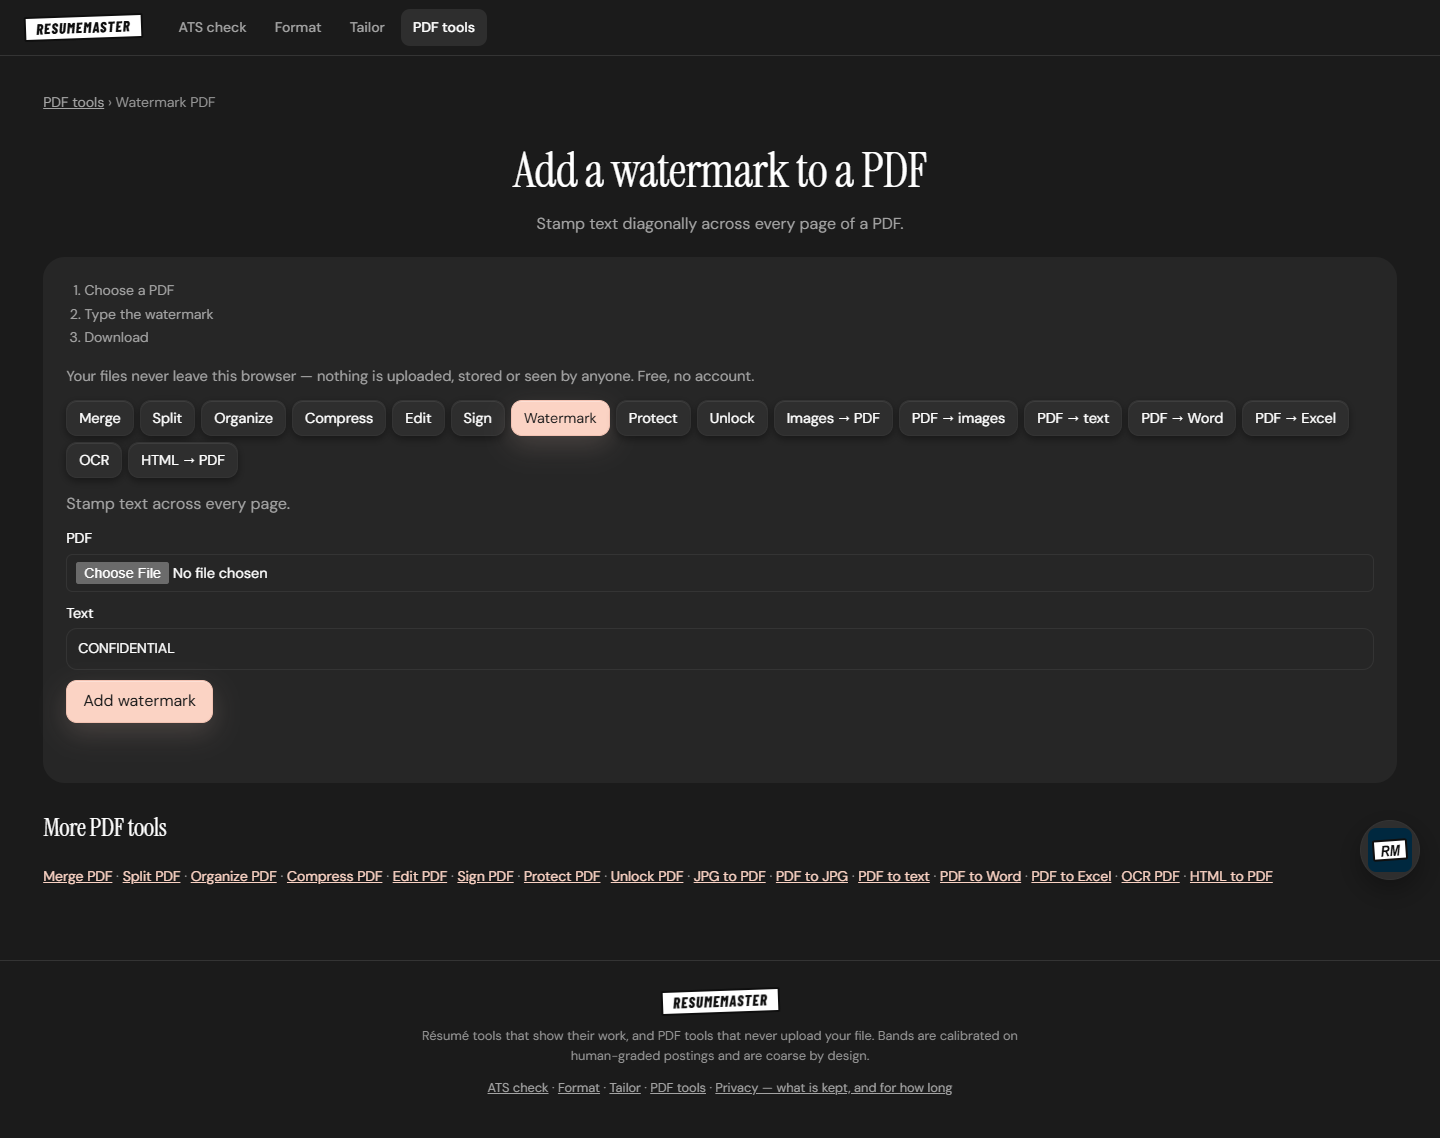 RESUMEMASTER ATS check Format Tailor PDF tools
PDF tools › Watermark PDF
Add a watermark to a PDF
Stamp text diagonally across every page of a PDF.
1. Choose a PDF
2. Type the watermark
3. Download
Your files never leave this browser — nothing is uploaded, stored or seen by anyone. Free, no account.
Merge Split Organize Compress Edit Sign Watermark Protect Unlock Images → PDF PDF → images PDF → text PDF → Word PDF → Excel
OCR HTML → PDF
Stamp text across every page.
PDF
Choose File No file chosen
Text
CONFIDENTIAL
Add watermark
More PDF tools
RM
Merge PDF · Split PDF · Organize PDF · Compress PDF · Edit PDF · Sign PDF · Protect PDF · Unlock PDF · JPG to PDF · PDF to JPG · PDF to text · PDF to Word · PDF to Excel · OCR PDF · HTML to PDF
RESUMEMASTER
Résumé tools that show their work, and PDF tools that never upload your file. Bands are calibrated on
human-graded postings and are coarse by design.
ATS check · Format · Tailor · PDF tools · Privacy — what is kept, and for how long